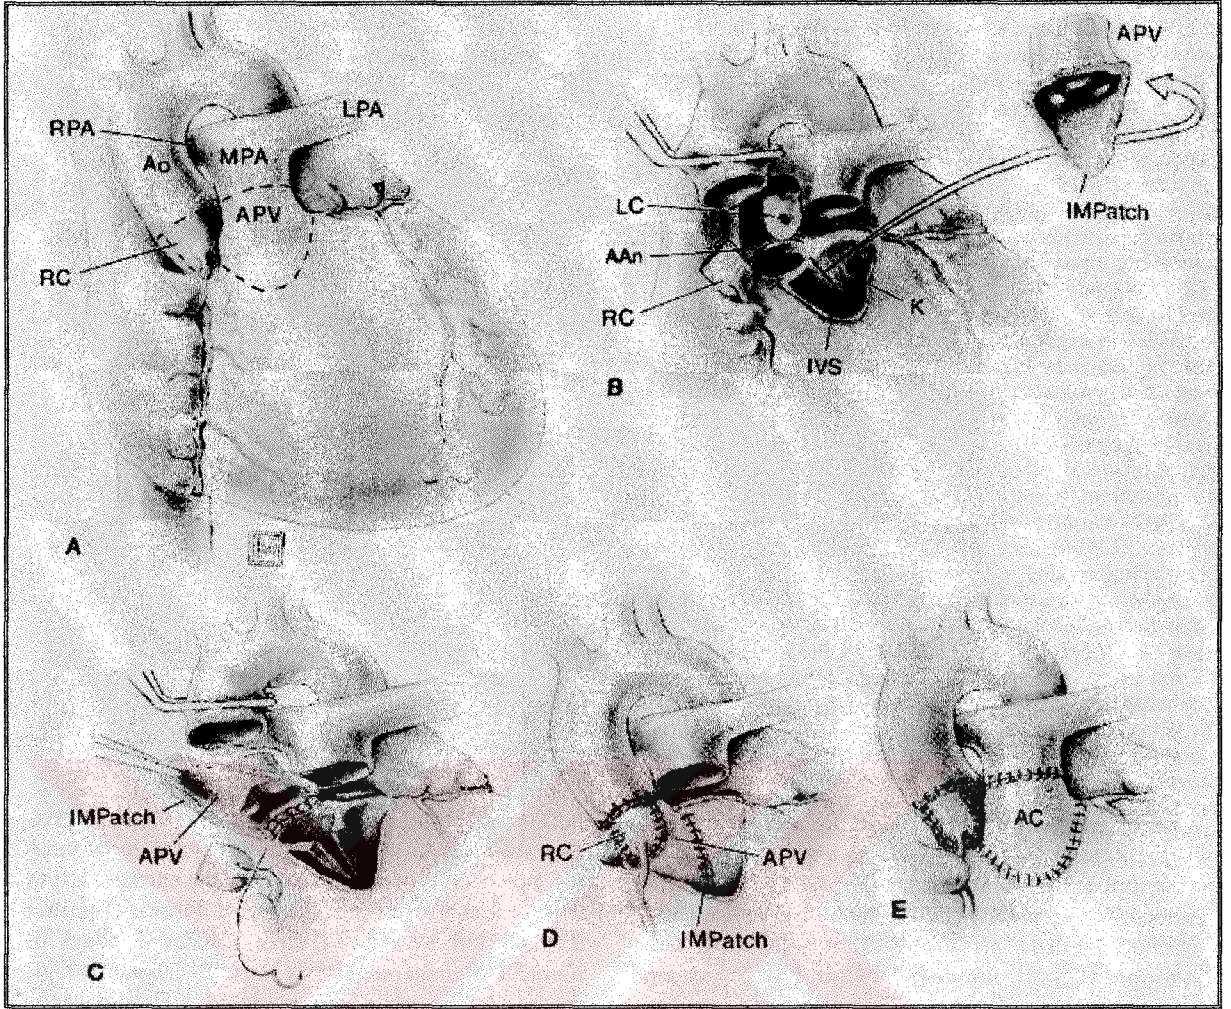 RPA
LPA
Ao
MPA
APV
RC
A
APV
LC
AAn
RC
K
IVS
IMPatch
B
IMPatch
APV
C
RC
APV
IMPatch
D
AC
E